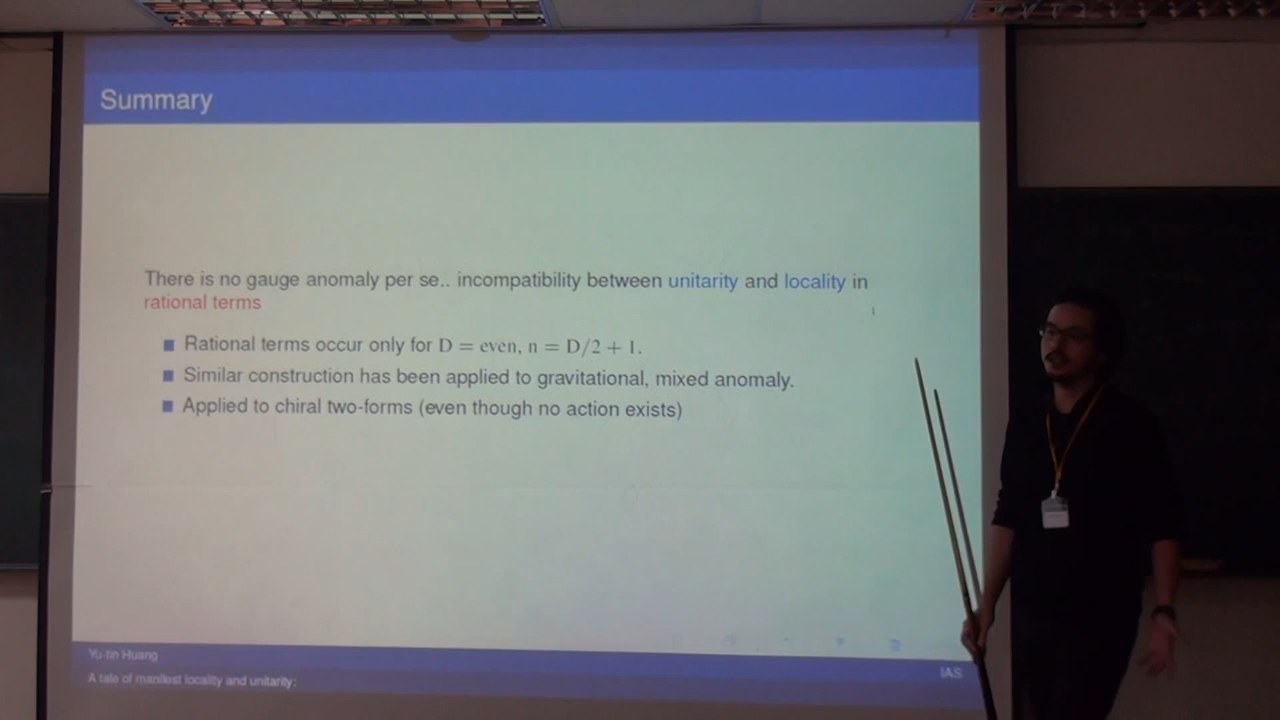 Summary
There is no gauge anomaly per se.. incompatibility between unitarity and locality in
rational terms
Rational terms occur only for D = even, n = D/2 + 1.
Similar construction has been applied to gravitational, mixed anomaly.
Applied to chiral two-forms (even though no action exists)
Yu-tin Huang
IAS
A tale of manifest locality and unitarity: